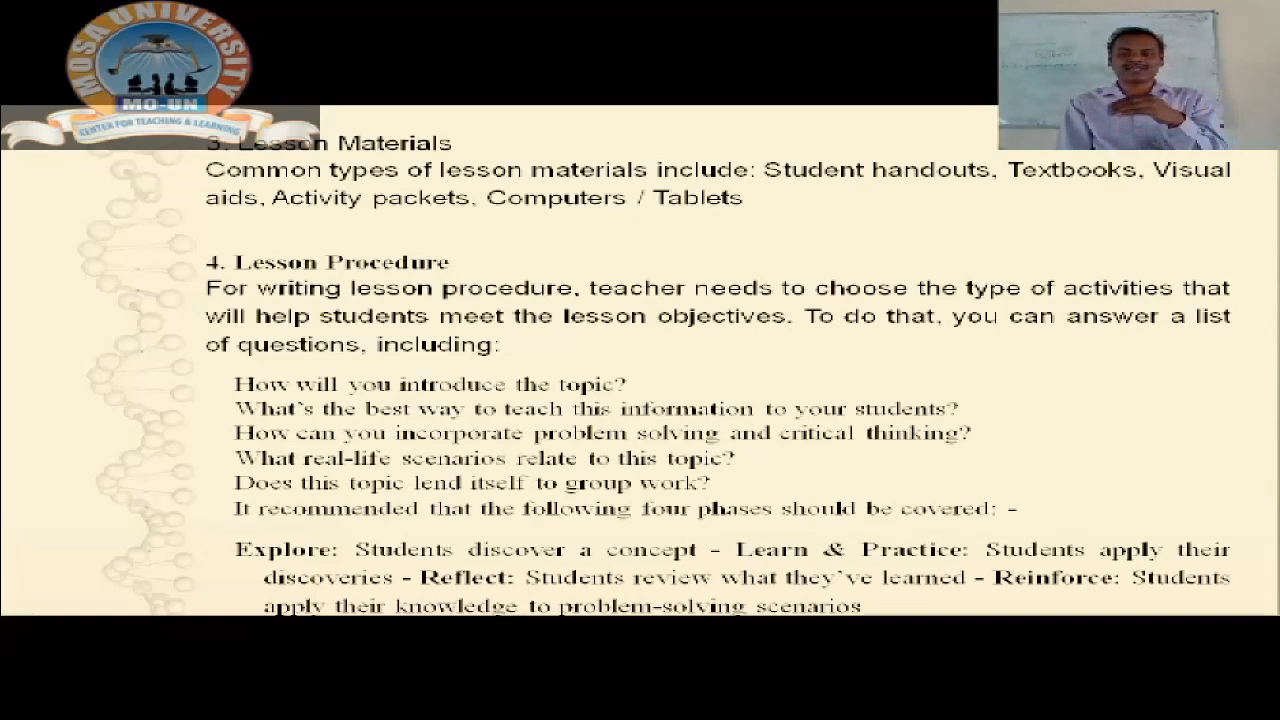 MOSA UNIVERSITY
MO-UN
CENTER FOR TEACHING & LEARNING
3. Lesson Materials
Common types of lesson materials include: Student handouts, Textbooks, Visual
aids, Activity packets, Computers / Tablets
4. Lesson Procedure
For writing lesson procedure, teacher needs to choose the type of activities that
will help students meet the lesson objectives. To do that, you can answer a list
of questions, including:
How will you introduce the topic?
What's the best way to teach this information to your students?
How can you incorporate problem solving and critical thinking?
What real-life scenarios relate to this topic?
Does this topic lend itself to group work?
It recommended that the following four phases should be covered: -
Explore: Students discover a concept - Learn & Practice: Students apply their
discoveries - Reflect: Students review what they've learned - Reinforce: Students
apply their knowledge to problem-solving scenarios